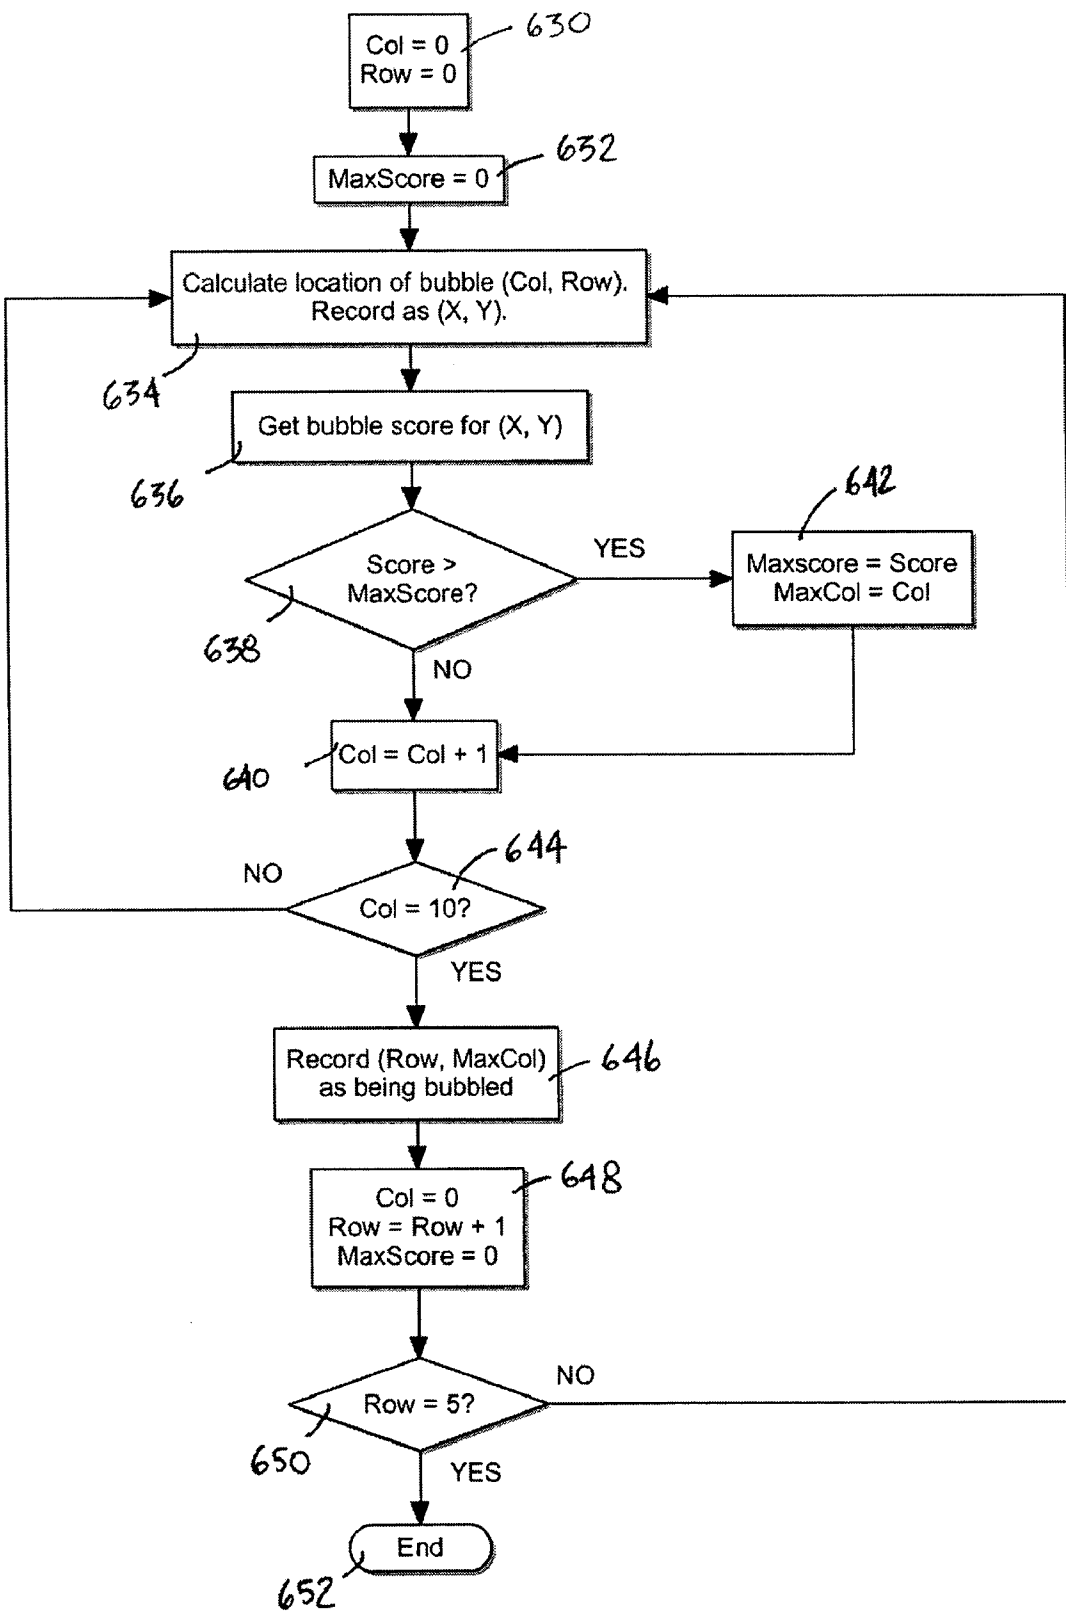 Col = 0
Row = 0
630
MaxScore = 0
632
Calculate location of bubble (Col, Row).
Record as (X, Y).
634
Get bubble score for (X, Y)
636
Score >
MaxScore?
638
YES
642
Maxscore = Score
MaxCol = Col
NO
Col = Col + 1
640
644
NO
Col = 10?
YES
Record (Row, MaxCol)
as being bubbled
646
Col = 0
Row = Row + 1
MaxScore = 0
648
Row = 5?
NO
650
YES
End
652